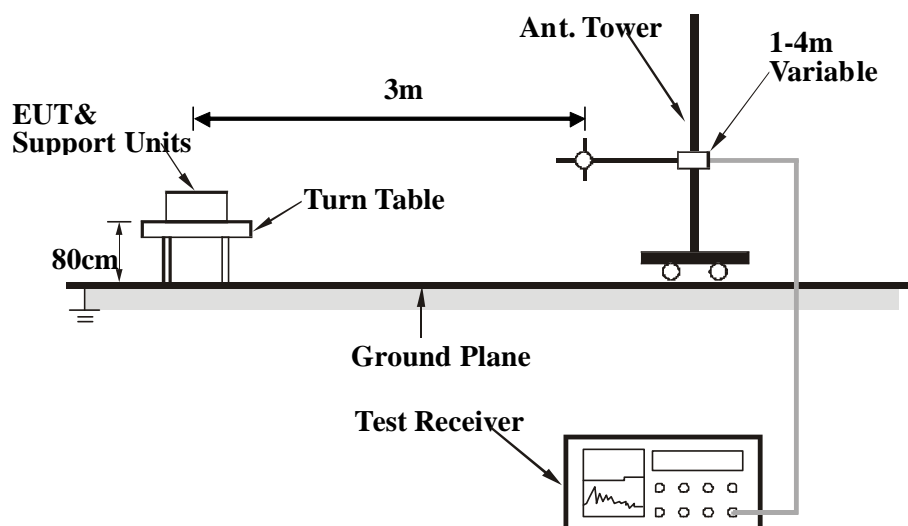 Ant. Tower
1-4m
Variable
3m
EUT&
Support Units
Turn Table
80cm
Ground Plane
Test Receiver